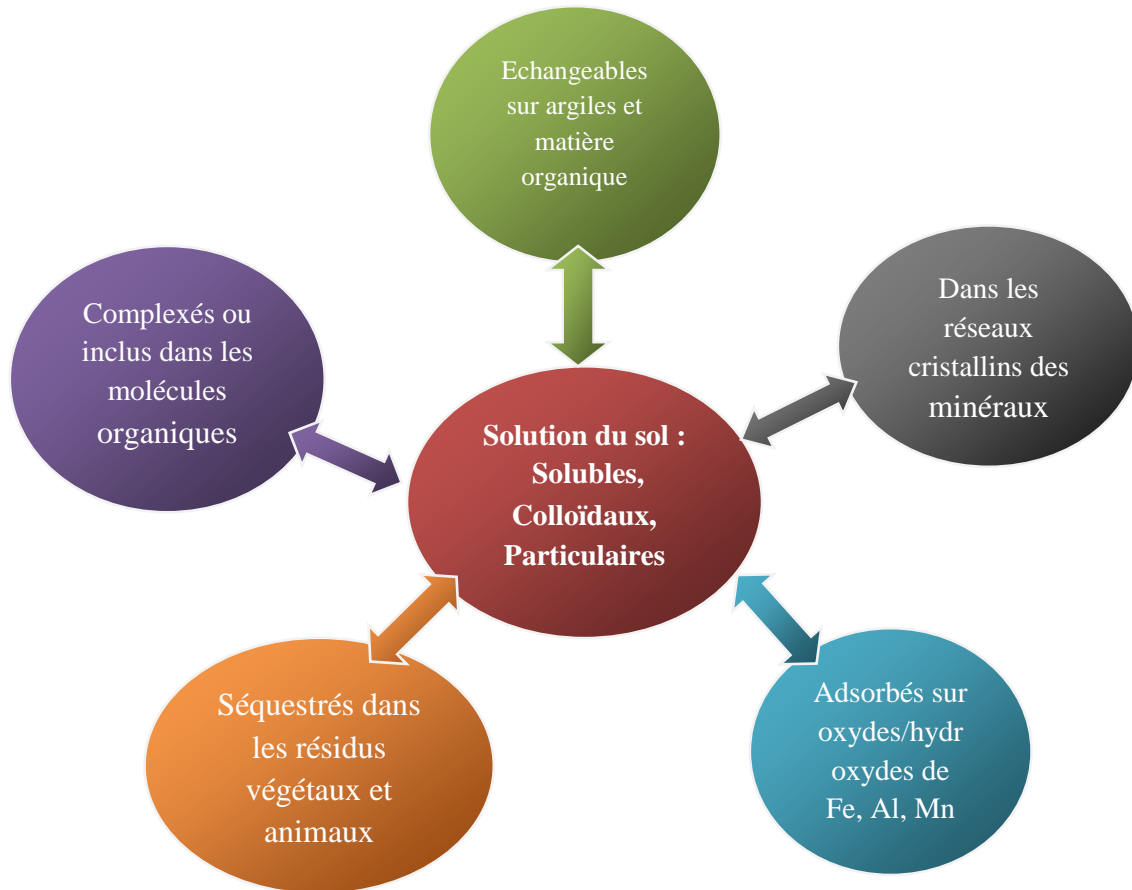 Echangeables
sur argiles et
matière
organique
Complexés ou
inclus dans les
molécules
organiques
Dans les
réseaux
cristallins des
minéraux
Solution du sol :
Solubles,
Colloïdaux,
Particulaires
Séquestrés dans
les résidus
végétaux et
animaux
Adsorbés sur
oxydes/hydr
oxydes de
Fe, Al, Mn